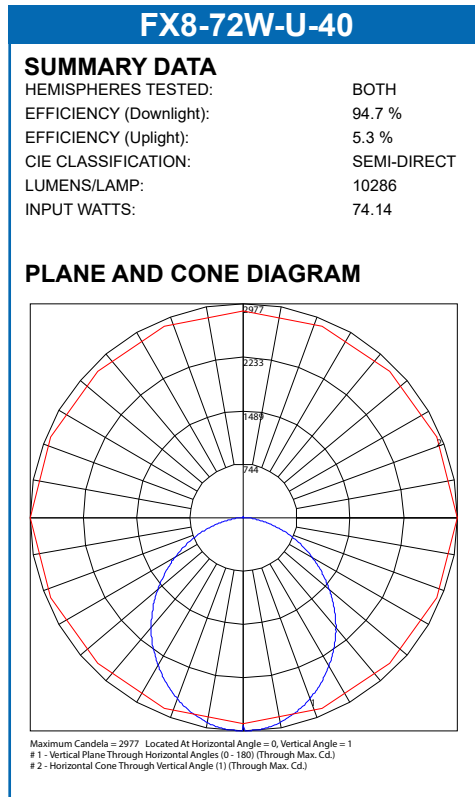 FX8-72W-U-40
SUMMARY DATA
HEMISPHERES TESTED: BOTH
EFFICIENCY (Downlight): 94.7 %
EFFICIENCY (Uplight): 5.3 %
CIE CLASSIFICATION: SEMI-DIRECT
LUMENS/LAMP: 10286
INPUT WATTS: 74.14
PLANE AND CONE DIAGRAM
2977
2233
2
1489
744
1
Maximum Candela = 2977 Located At Horizontal Angle = 0, Vertical Angle = 1
# 1 - Vertical Plane Through Horizontal Angles (0 - 180) (Through Max. Cd.)
# 2 - Horizontal Cone Through Vertical Angle (1) (Through Max. Cd.)